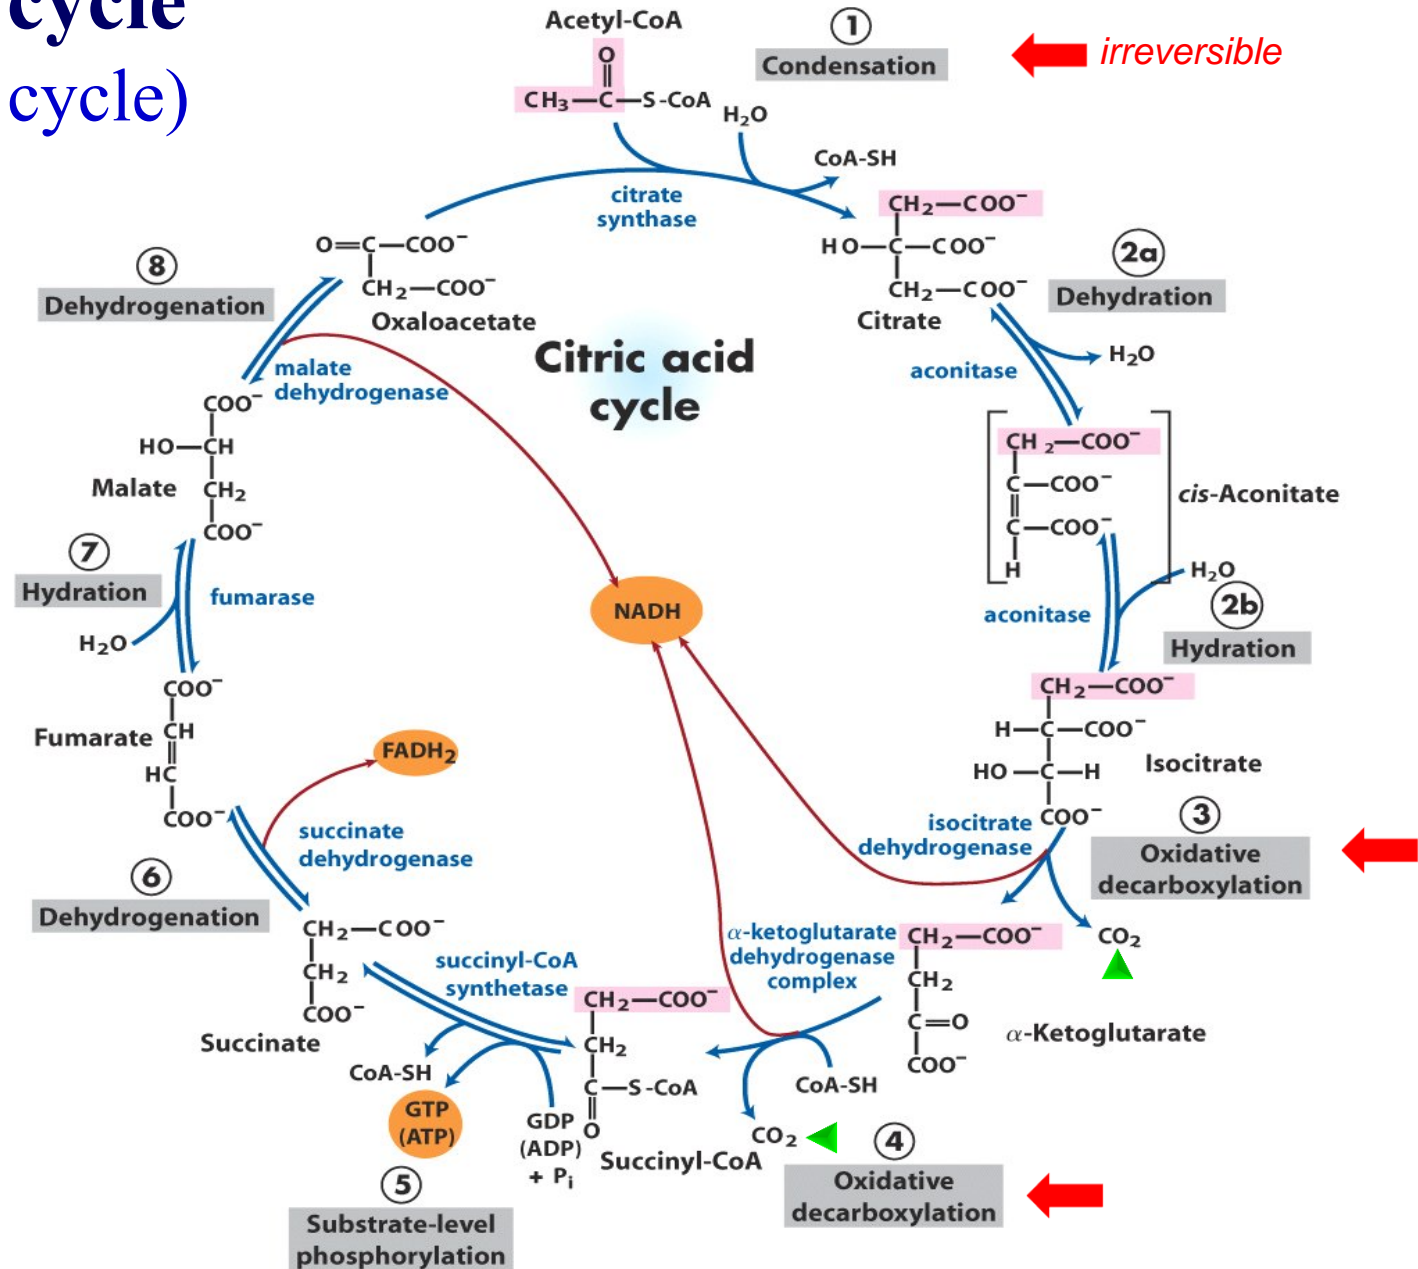 cycle
cycle)
Acetyl-CoA
O
CH₃—C—S-CoA
1
Condensation
irreversible
H₂O
CoA-SH
citrate
synthase
CH₂—COO⁻
HO—C—COO⁻
CH₂—COO⁻
Citrate
2a
Dehydration
H₂O
aconitase
O=C—COO⁻
CH₂—COO⁻
Oxaloacetate
8
Dehydrogenation
malate
dehydrogenase
Citric acid
cycle
CH₂—COO⁻
C—COO⁻
C—COO⁻
H
cis-Aconitate
H₂O
aconitase
2b
Hydration
COO⁻
HO—CH
CH₂
COO⁻
Malate
7
Hydration
fumarase
H₂O
NADH
CH₂—COO⁻
H—C—COO⁻
HO—C—H
COO⁻
Isocitrate
isocitrate
dehydrogenase
3
Oxidative
decarboxylation
COO⁻
CH
HC
COO⁻
Fumarate
FADH₂
succinate
dehydrogenase
6
Dehydrogenation
CO₂
CH₂—COO⁻
CH₂
C=O
COO⁻
α-Ketoglutarate
α-ketoglutarate
dehydrogenase
complex
CH₂—COO⁻
CH₂
COO⁻
Succinate
succinyl-CoA
synthetase
CH₂—COO⁻
CH₂
C—S-CoA
O
Succinyl-CoA
CoA-SH
CO₂
4
Oxidative
decarboxylation
CoA-SH
GTP
(ATP)
GDP
(ADP)
+ Pᵢ
5
Substrate-level
phosphorylation